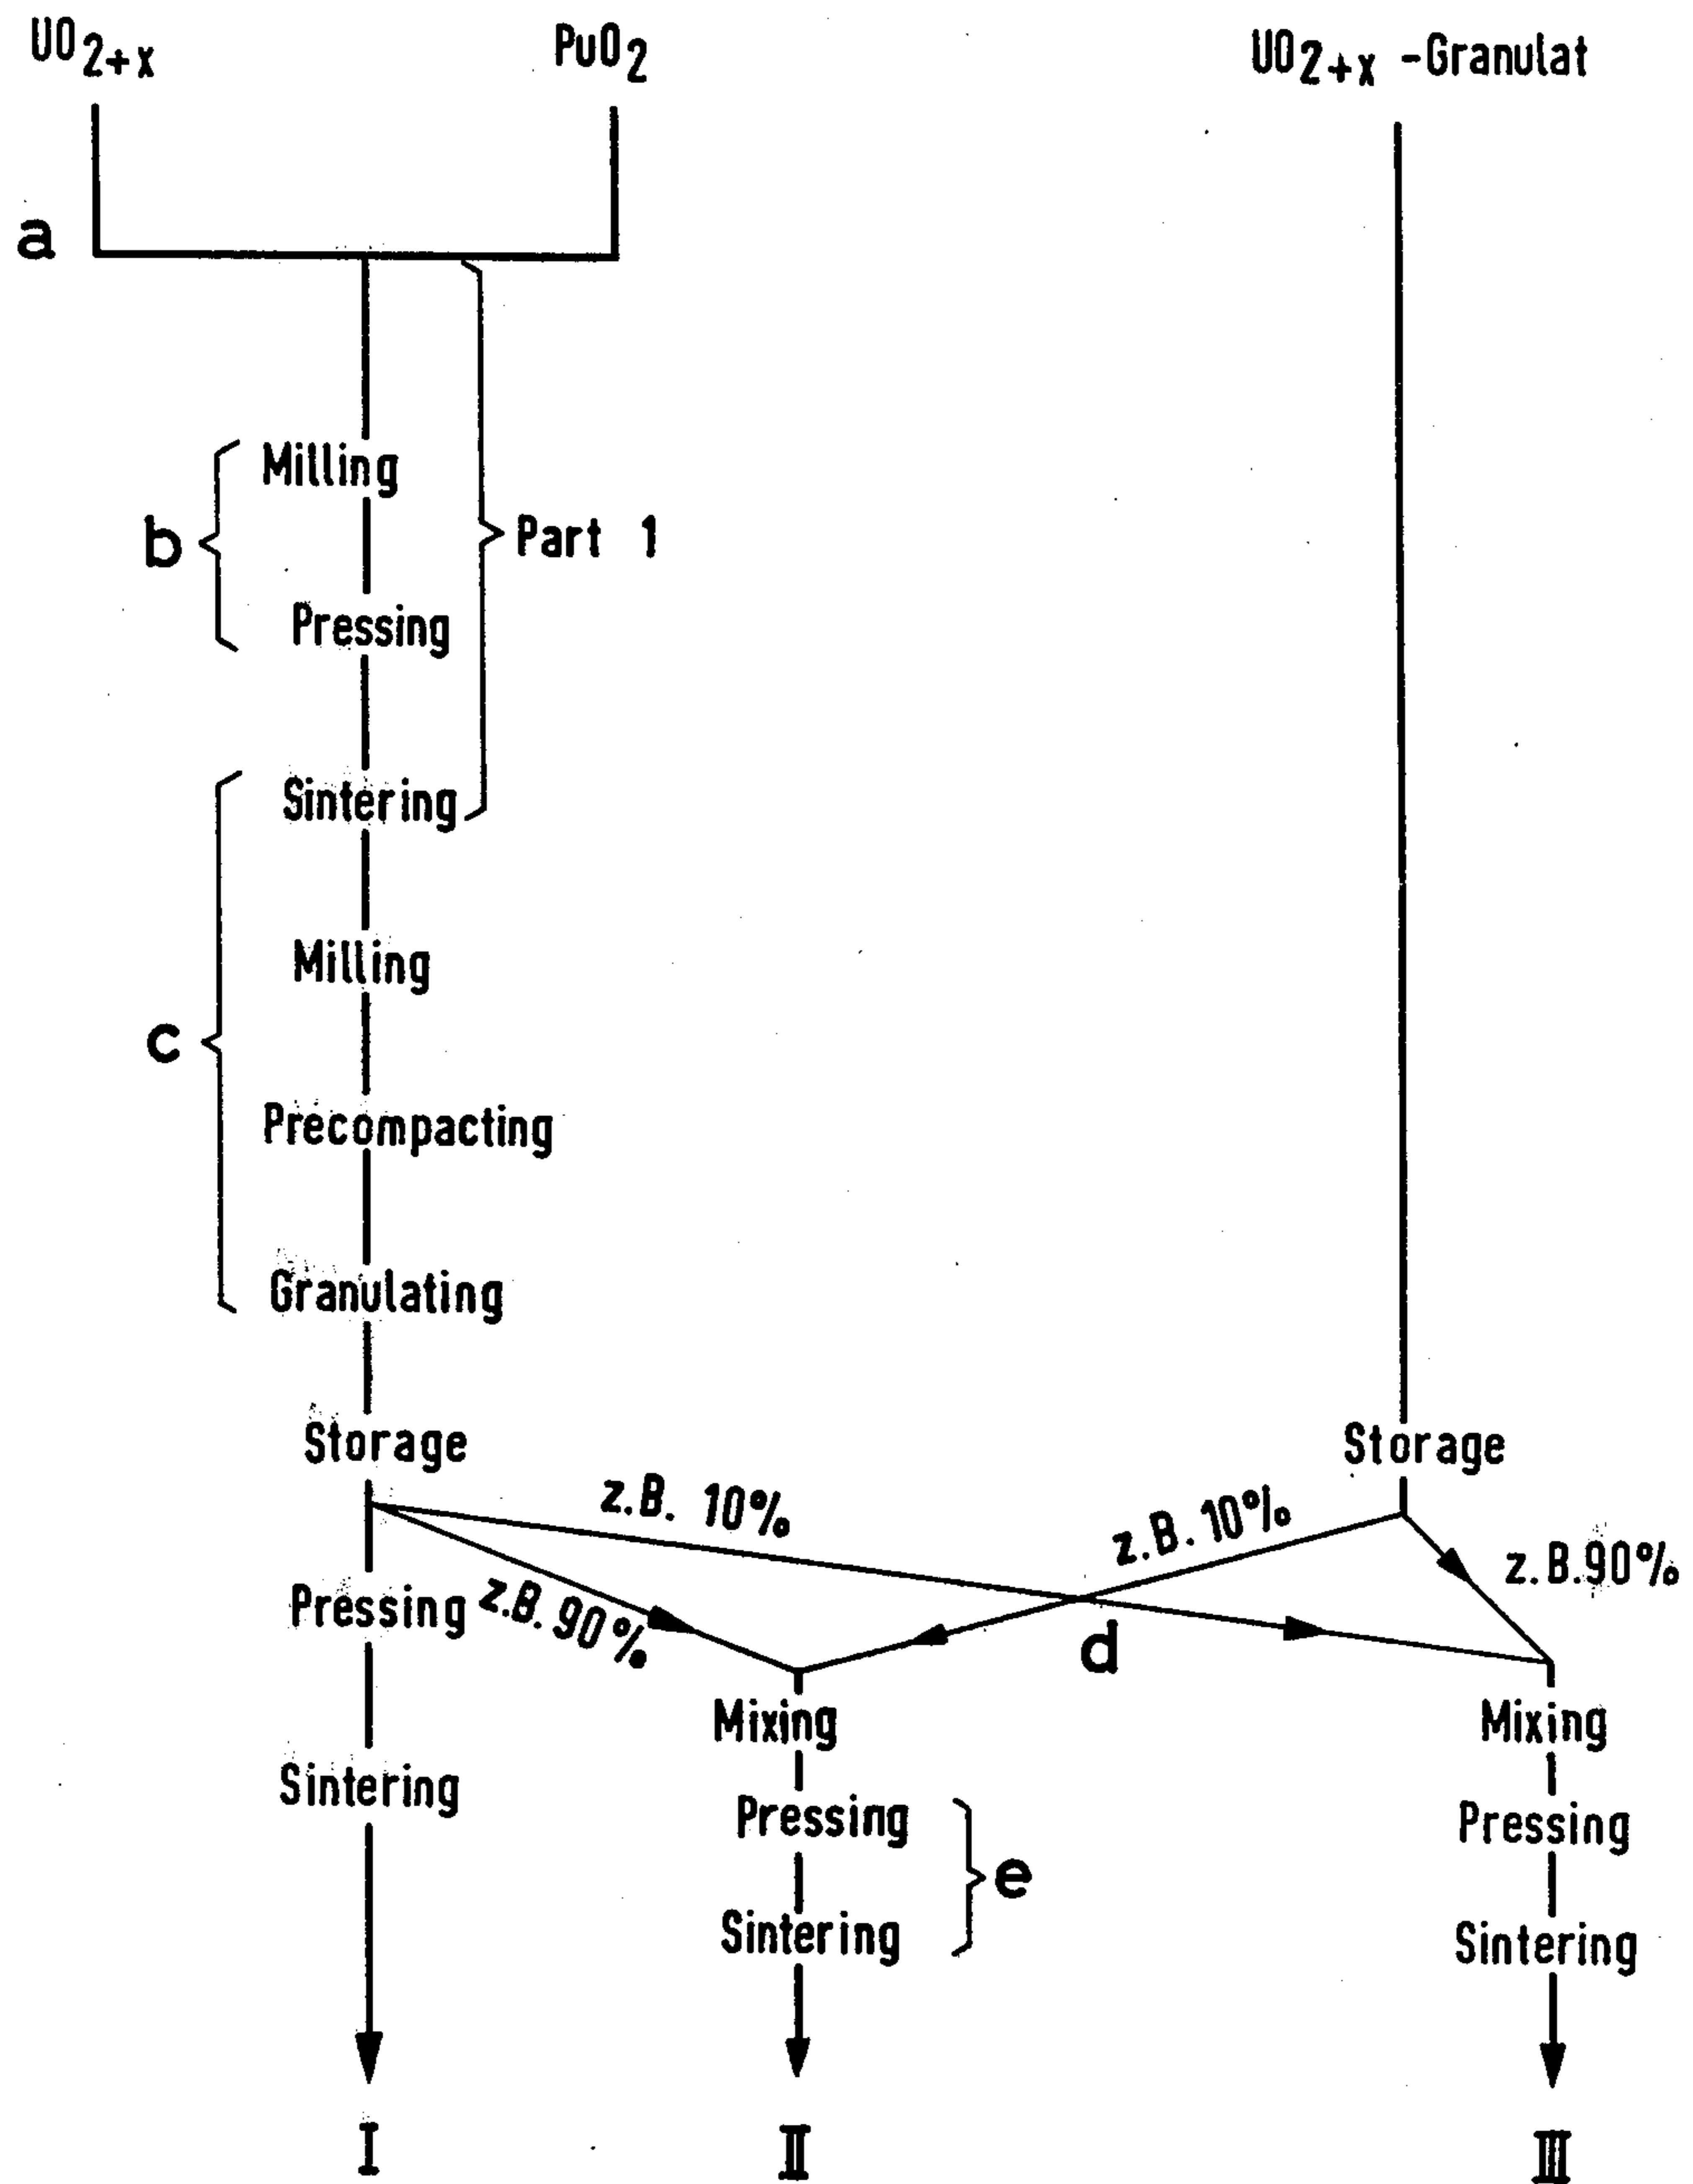 UO2+x PuO2 UO2+x -Granulat
a
Milling
b Part 1
Pressing
Sintering
Milling
c
Precompacting
Granulating
Storage Storage
z.B. 10% z.B. 10%
z.B.90%
Pressing z.B. 90%
d
Mixing Mixing
Sintering Pressing Pressing
e
Sintering Sintering
I II III